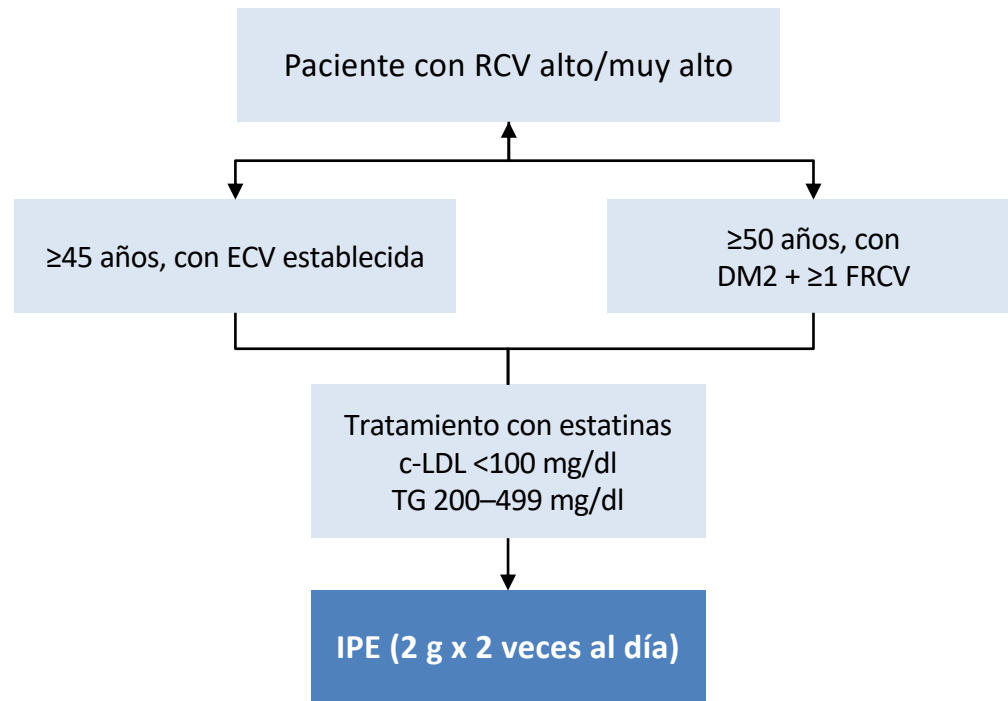 Paciente con RCV alto/muy alto
≥45 años, con ECV establecida
≥50 años, con
DM2 + ≥1 FRCV
Tratamiento con estatinas
c-LDL <100 mg/dl
TG 200–499 mg/dl
IPE (2 g x 2 veces al día)